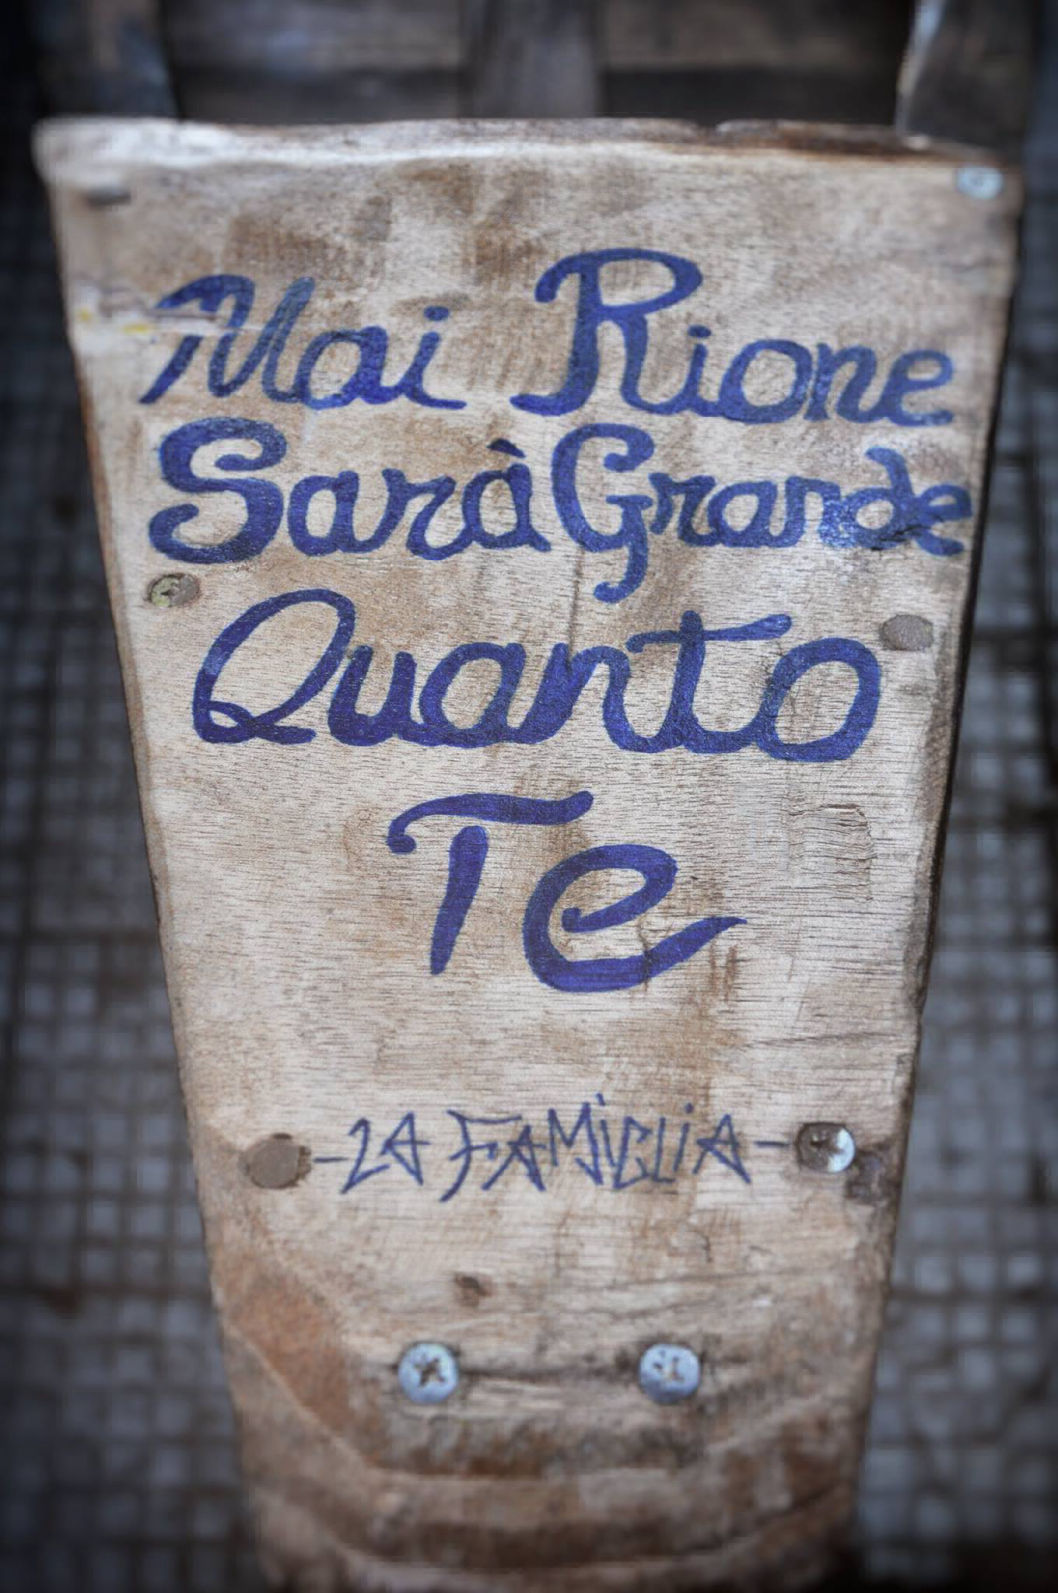 Mai Rione
Sarà Grande
Quanto
Te
-LA FAMiGLiA-